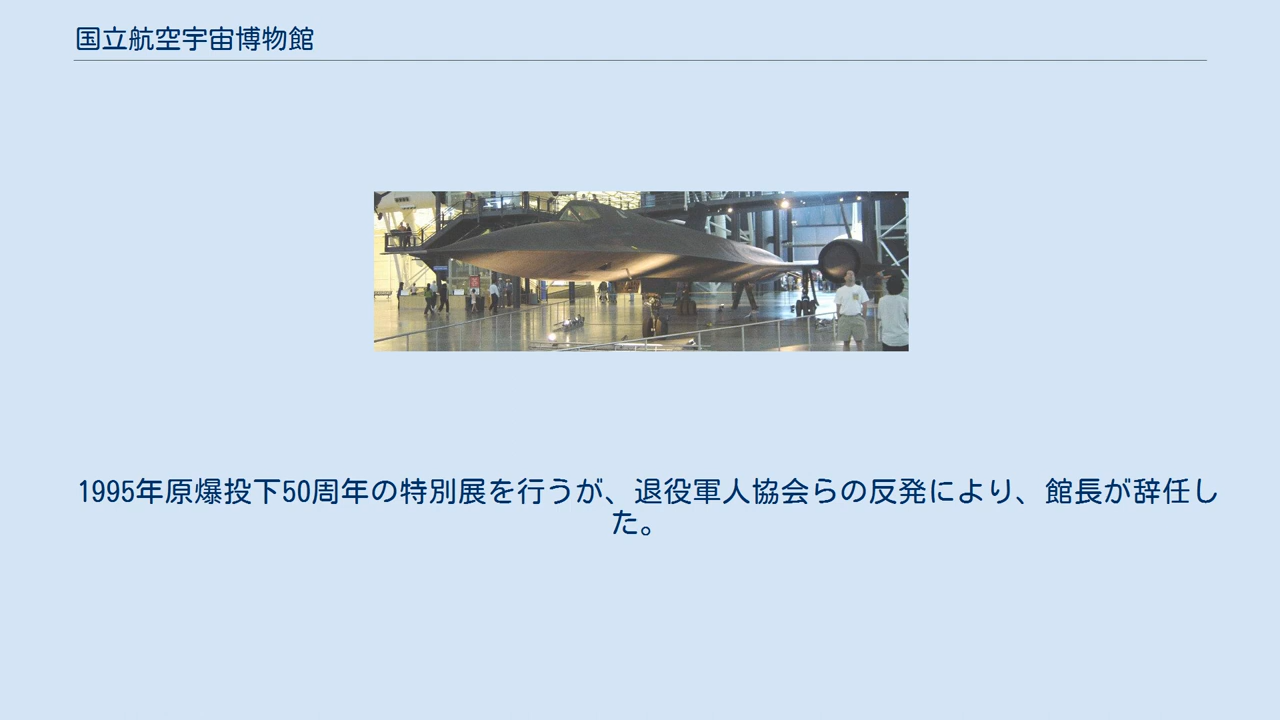 国立航空宇宙博物館
1995年原爆投下50周年の特別展を行うが、退役軍人協会らの反発により、館長が辞任し
た。